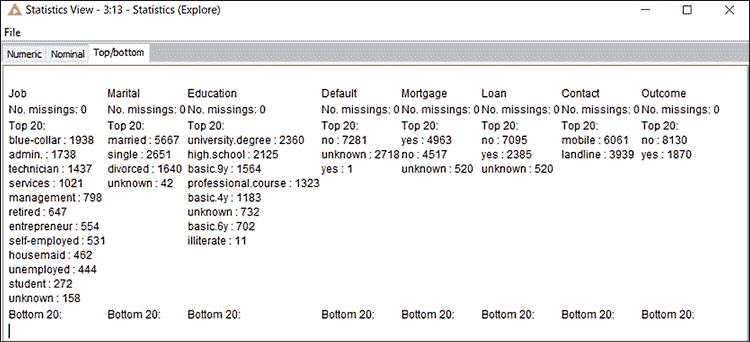 Statistics View - 3:13 - Statistics (Explore)
File
Numeric Nominal Top/bottom
Job Marital Education Default Mortgage Loan Contact Outcome
No. missings: 0 No. missings: 0 No. missings: 0 No. missings: 0 No. missings: 0 No. missings: 0 No. missings: 0 No. missings: 0
Top 20: Top 20: Top 20: Top 20: Top 20: Top 20: Top 20: Top 20:
blue-collar : 1938 married : 5667 university.degree : 2360 no : 7281 yes : 4963 no : 7095 mobile : 6061 no : 8130
admin. : 1738 single : 2651 high.school : 2125 unknown : 2718 no : 4517 yes : 2385 landline : 3939 yes : 1870
technician : 1437 divorced : 1640 basic.9y : 1564 yes : 1 unknown : 520 unknown : 520
services : 1021 unknown : 42 professional.course : 1323
management : 798 basic.4y : 1183
retired : 647 unknown : 732
entrepreneur : 554 basic.6y : 702
self-employed : 531 illiterate : 11
housemaid : 462
unemployed : 444
student : 272
unknown : 158
Bottom 20: Bottom 20: Bottom 20: Bottom 20: Bottom 20: Bottom 20: Bottom 20: Bottom 20: